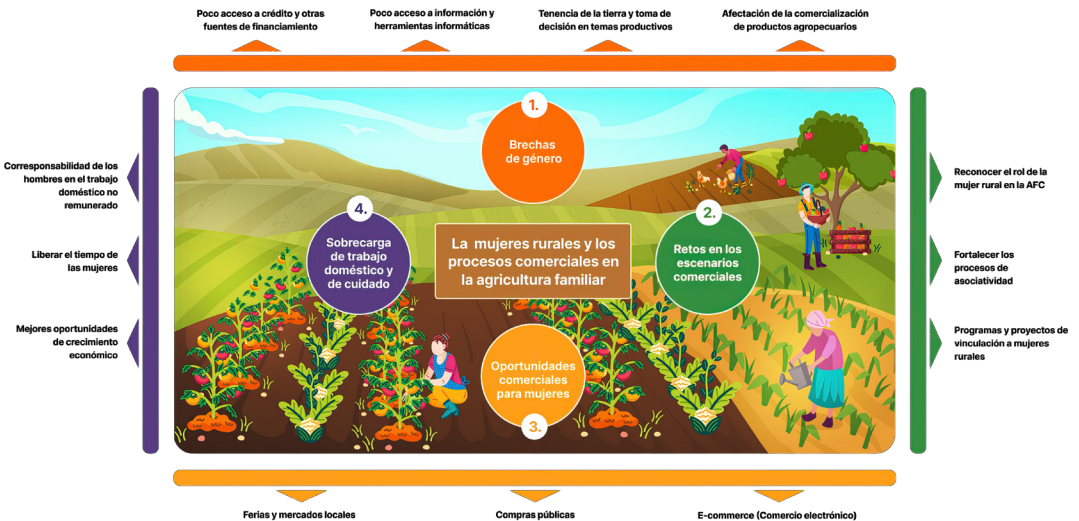 Poco acceso a crédito y otras
fuentes de financiamiento
Poco acceso a información y
herramientas informáticas
Tenencia de la tierra y toma de
decisión en temas productivos
Afectación de la comercialización
de productos agropecuarios
1.
Brechas
de género
Corresponsabilidad de los
hombres en el trabajo
doméstico no
remunerado
Liberar el tiempo de
las mujeres
Mejores oportunidades
de crecimiento
económico
4.
Sobrecarga
de trabajo
doméstico y
de cuidado
La mujeres rurales y los
procesos comerciales en
la agricultura familiar
2.
Retos en los
escenarios
comerciales
Reconocer el rol de la
mujer rural en la AFC
Fortalecer los
procesos de
asociatividad
Programas y proyectos de
vinculación a mujeres
rurales
Oportunidades
comerciales
para mujeres
3.
Ferias y mercados locales
Compras públicas
E-commerce (Comercio electrónico)